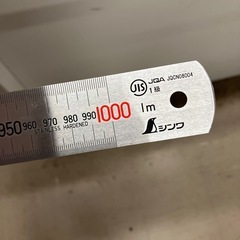 JIS JQA JQCN08004
1級
950 960 970 980 990 1000 1m
STAINLESS HARDENED
シンワ